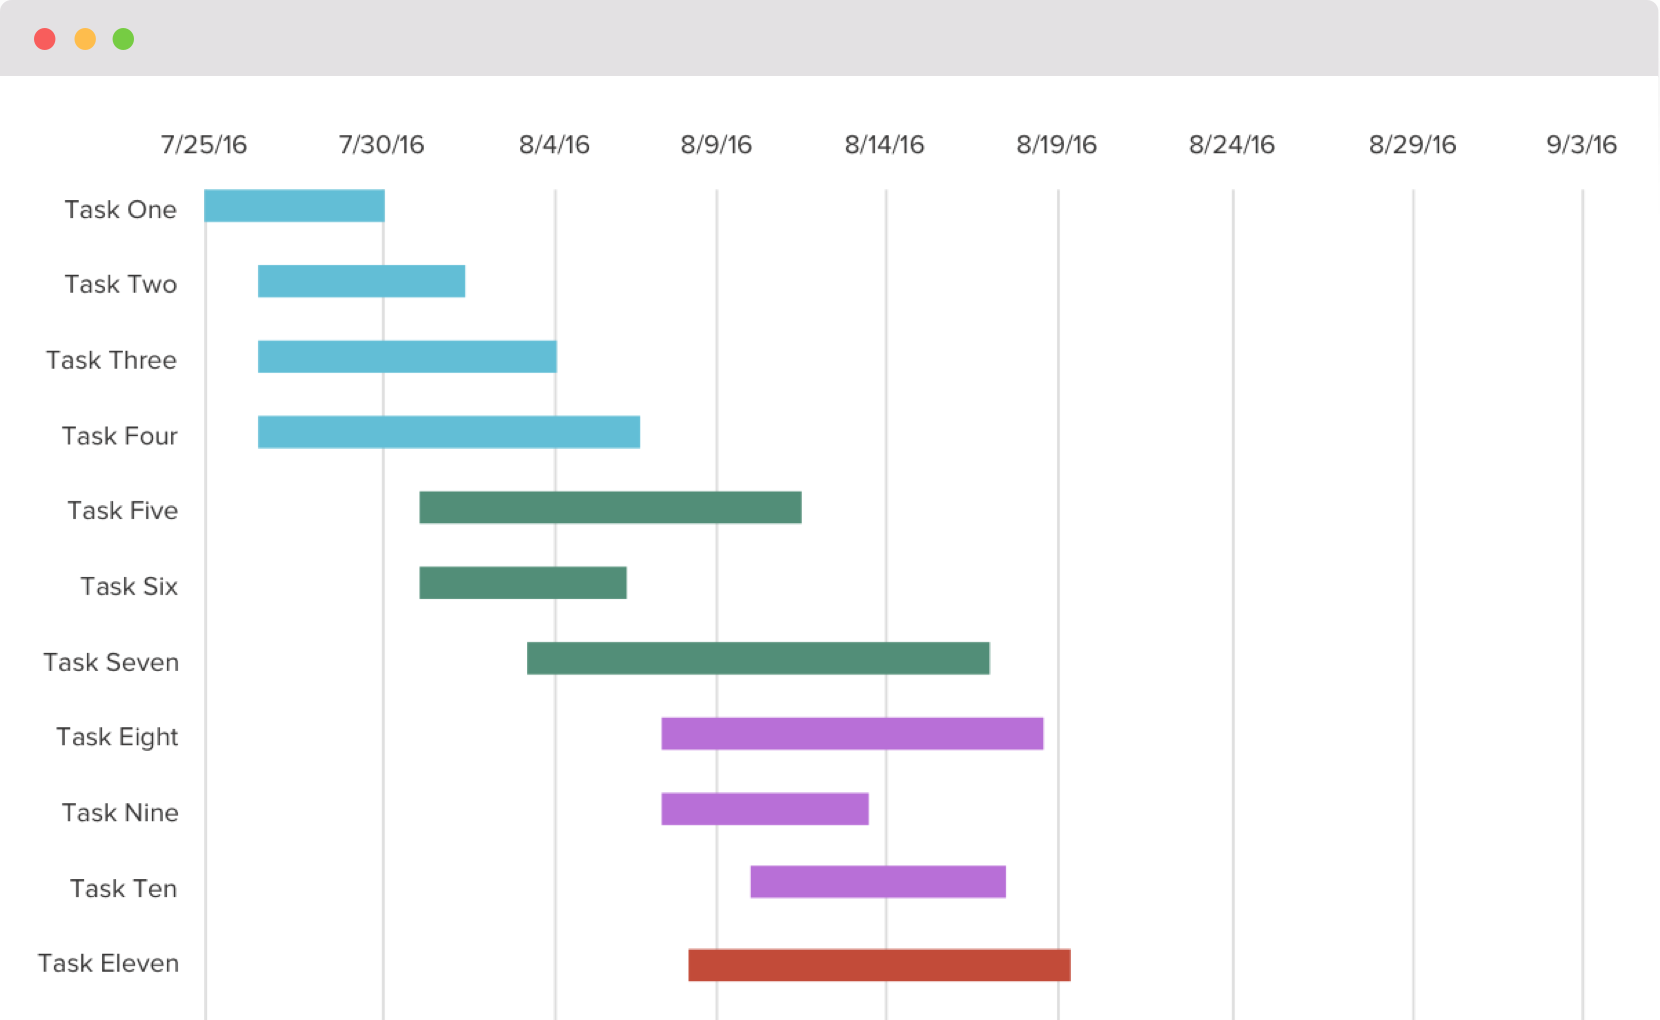 7/25/16 7/30/16 8/4/16 8/9/16 8/14/16 8/19/16 8/24/16 8/29/16 9/3/16
Task One
Task Two
Task Three
Task Four
Task Five
Task Six
Task Seven
Task Eight
Task Nine
Task Ten
Task Eleven